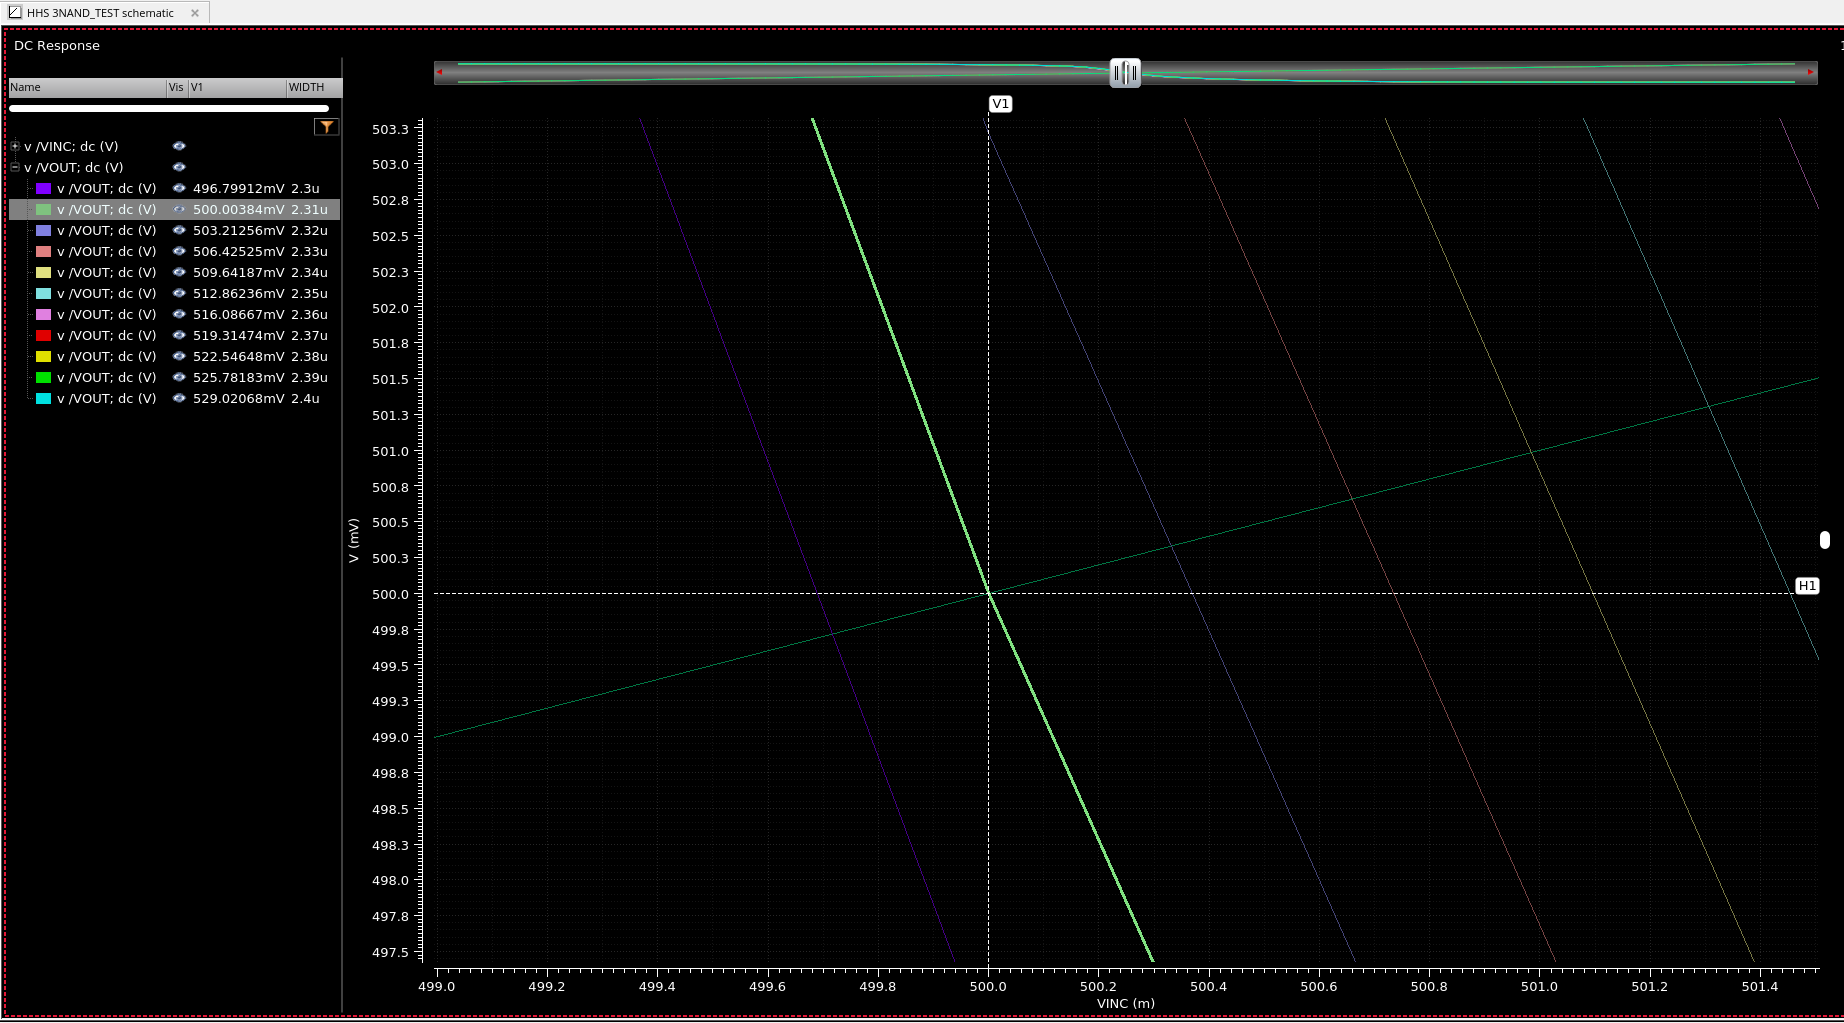 HHS 3NAND_TEST schematic
DC Response
Name Vis V1 WIDTH
v /VINC; dc (V)
v /VOUT; dc (V)
v /VOUT; dc (V) 496.79912mV 2.3u
v /VOUT; dc (V) 500.00384mV 2.31u
v /VOUT; dc (V) 503.21256mV 2.32u
v /VOUT; dc (V) 506.42525mV 2.33u
v /VOUT; dc (V) 509.64187mV 2.34u
v /VOUT; dc (V) 512.86236mV 2.35u
v /VOUT; dc (V) 516.08667mV 2.36u
v /VOUT; dc (V) 519.31474mV 2.37u
v /VOUT; dc (V) 522.54648mV 2.38u
v /VOUT; dc (V) 525.78183mV 2.39u
v /VOUT; dc (V) 529.02068mV 2.4u
V1
503.3
503.0
502.8
502.5
502.3
502.0
501.8
501.5
501.3
501.0
500.8
500.5
500.3
500.0
499.8
499.5
499.3
499.0
498.8
498.5
498.3
498.0
497.8
497.5
V (mV)
H1
499.0 499.2 499.4 499.6 499.8 500.0 500.2 500.4 500.6 500.8 501.0 501.2 501.4
VINC (m)